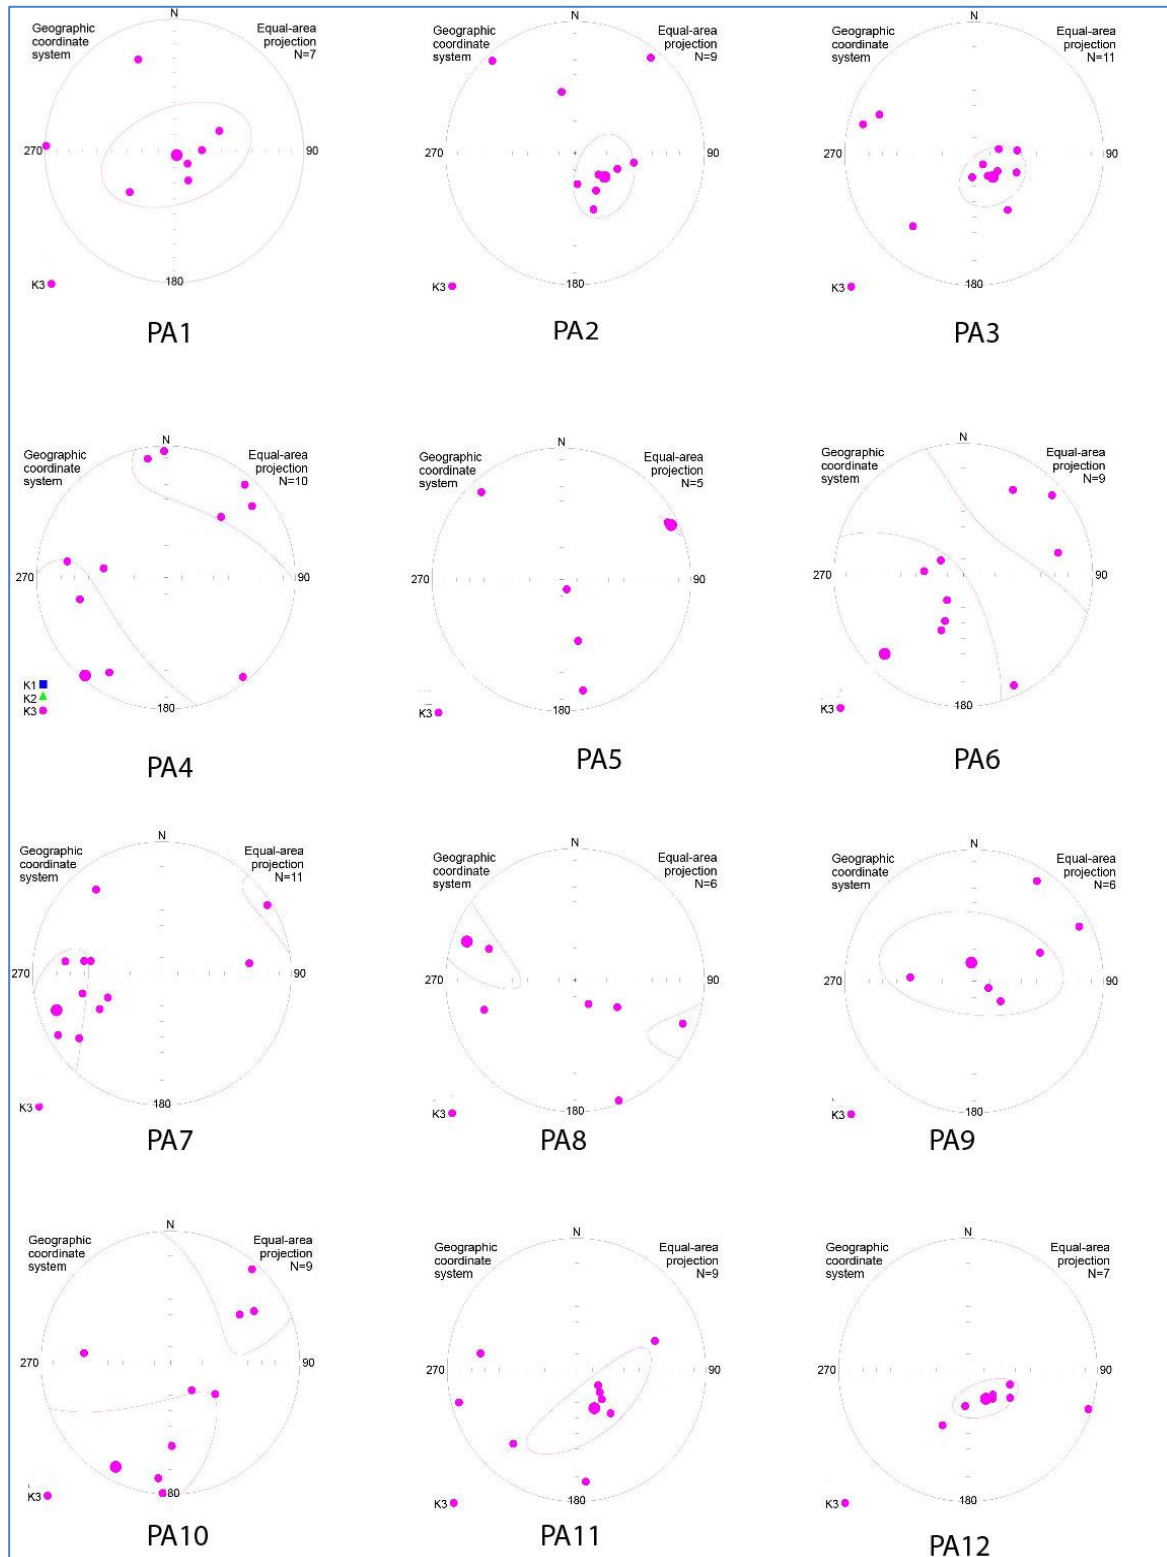 N
Geographic
coordinate
system
Equal-area
projection
N=7
270
90
180
K3
PA1
N
Geographic
coordinate
system
Equal-area
projection
N=9
270
90
180
K3
PA2
N
Geographic
coordinate
system
Equal-area
projection
N=11
270
90
180
K3
PA3
N
Geographic
coordinate
system
Equal-area
projection
N=10
270
90
K1
K2
K3
180
PA4
N
Geographic
coordinate
system
Equal-area
projection
N=5
270
90
180
K3
PA5
N
Geographic
coordinate
system
Equal-area
projection
N=9
270
90
180
K3
PA6
N
Geographic
coordinate
system
Equal-area
projection
N=11
270
90
180
K3
PA7
N
Geographic
coordinate
system
Equal-area
projection
N=6
270
90
180
K3
PA8
N
Geographic
coordinate
system
Equal-area
projection
N=6
270
90
180
K3
PA9
N
Geographic
coordinate
system
Equal-area
projection
N=9
270
90
180
K3
PA10
N
Geographic
coordinate
system
Equal-area
projection
N=9
270
90
180
K3
PA11
N
Geographic
coordinate
system
Equal-area
projection
N=7
270
90
180
K3
PA12